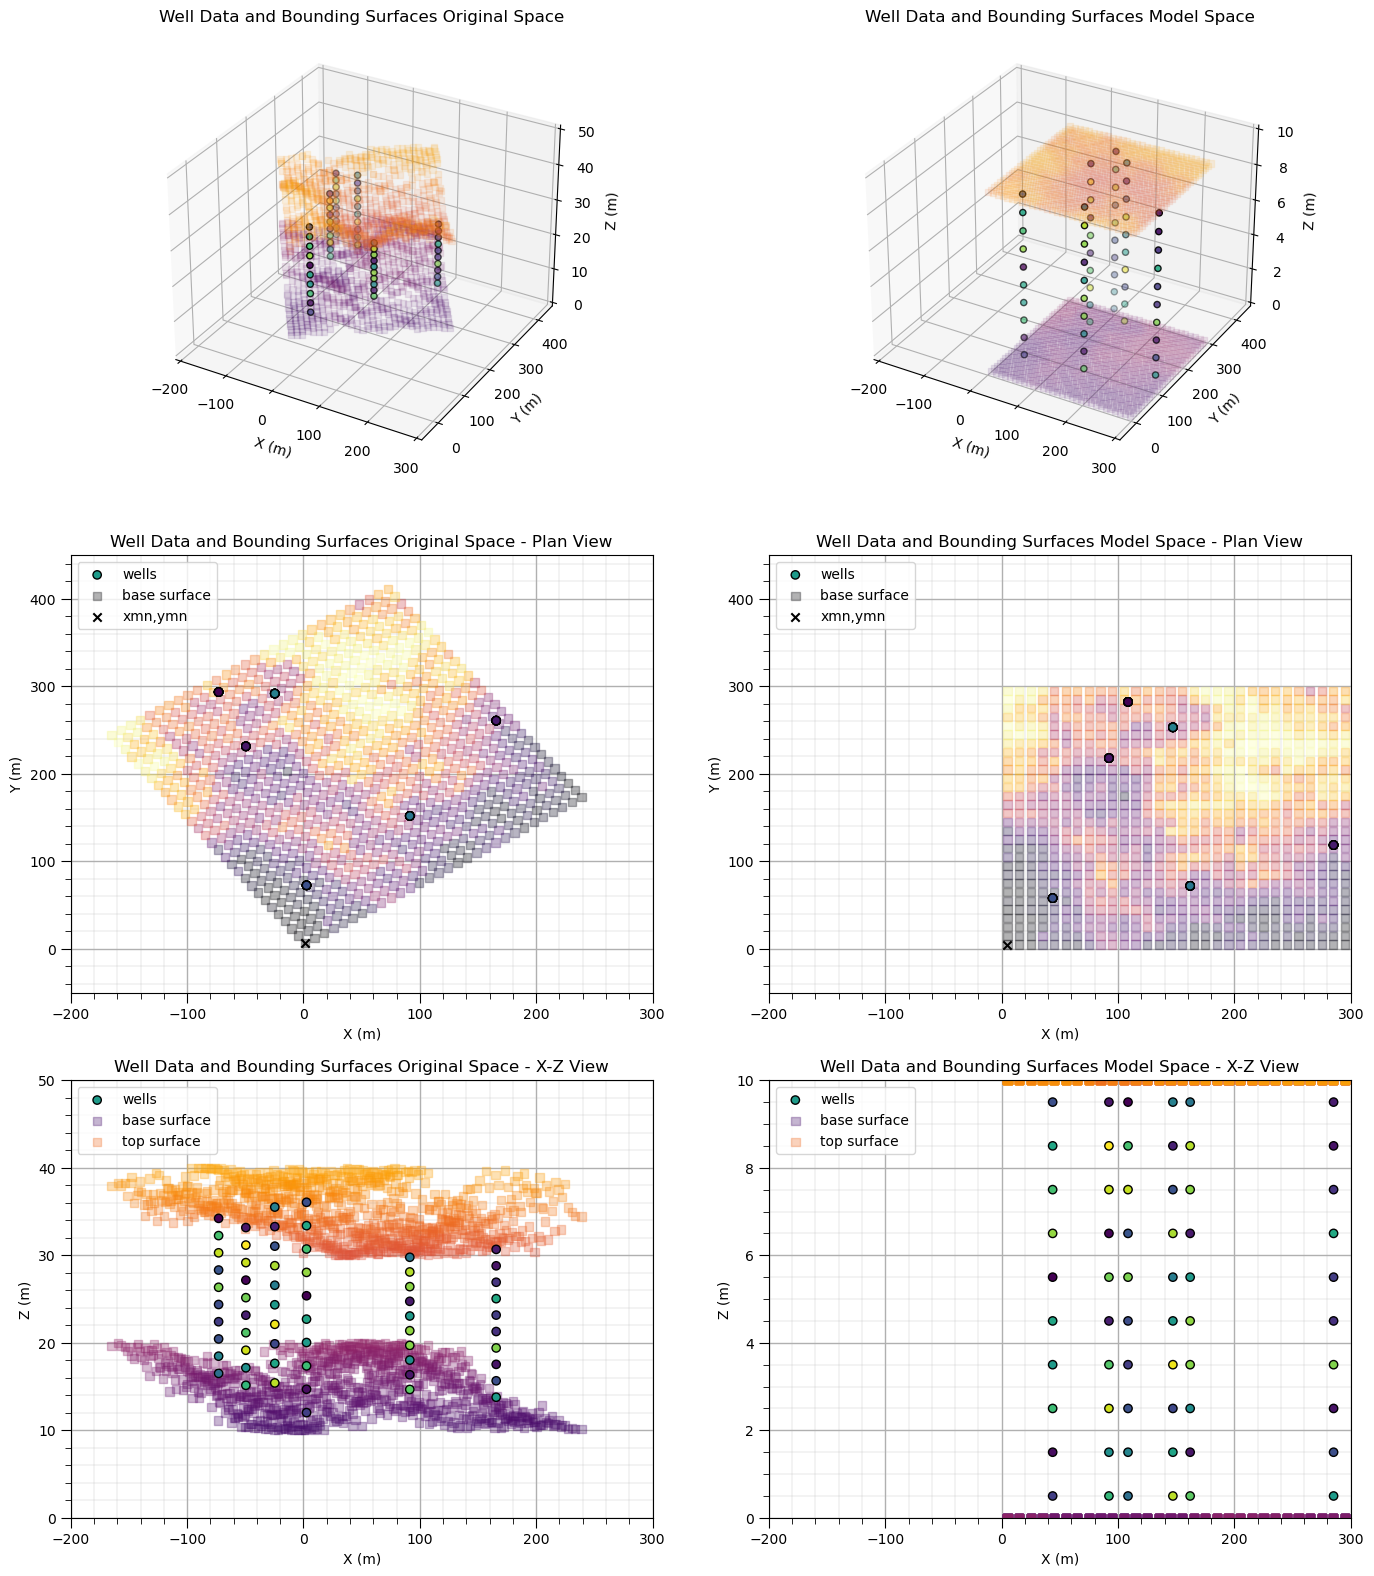 Well Data and Bounding Surfaces Original Space
50
40
30
20
10
0
Z (m)
−200
−100
0
100
200
300
X (m)
0
100
200
300
400
Y (m)
Well Data and Bounding Surfaces Model Space
10
8
6
4
2
0
Z (m)
−200
−100
0
100
200
300
X (m)
0
100
200
300
400
Y (m)
Well Data and Bounding Surfaces Original Space - Plan View
wells
base surface
xmn,ymn
400
300
200
100
0
Y (m)
−200 −100 0 100 200 300
X (m)
Well Data and Bounding Surfaces Model Space - Plan View
wells
base surface
xmn,ymn
400
300
200
100
0
Y (m)
−200 −100 0 100 200 300
X (m)
Well Data and Bounding Surfaces Original Space - X-Z View
wells
base surface
top surface
50
40
30
20
10
0
Z (m)
−200 −100 0 100 200 300
X (m)
Well Data and Bounding Surfaces Model Space - X-Z View
wells
base surface
top surface
10
8
6
4
2
0
Z (m)
−200 −100 0 100 200 300
X (m)